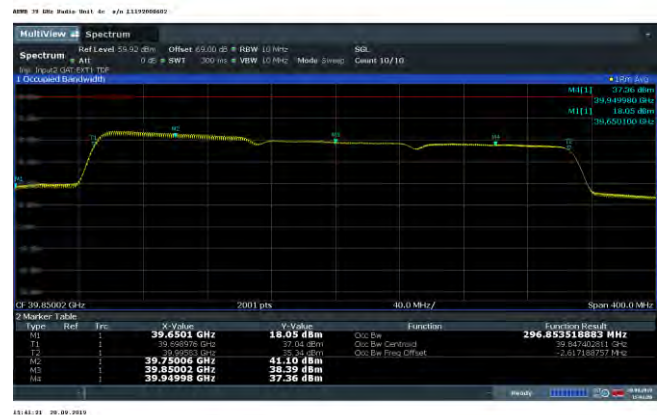 AEWB 39 GHz Radio Unit 4c s/n 13192008602
MultiView Spectrum
Ref Level 59.92 dBm Offset 69.00 dB RBW 10 MHz SGL
Spectrum Att 0 dB SWT 300 ms VBW 10 MHz Mode Sweep Count 10/10
1 Occupied Bandwidth 1Rm Avg
M4[1] 37.36 dBm
39.949980 GHz
M1[1] 18.05 dBm
39.650100 GHz
T1 M2 M3 M4 T2
M1
CF 39.85002 GHz 2001 pts 40.0 MHz/ Span 400.0 MHz
2 Marker Table
Type Ref Trc X-Value Y-Value Function Function Result
M1 1 39.6501 GHz 18.05 dBm Occ Bw 296.853518883 MHz
T1 1 39.698976 GHz 37.04 dBm Occ Bw Centroid 39.847402811 GHz
T2 1 39.99583 GHz 35.34 dBm Occ Bw Freq Offset -2.617188757 MHz
M2 1 39.75006 GHz 41.10 dBm
M3 1 39.85002 GHz 38.39 dBm
M4 1 39.94998 GHz 37.36 dBm
Ready
15:41:21 20.09.2019